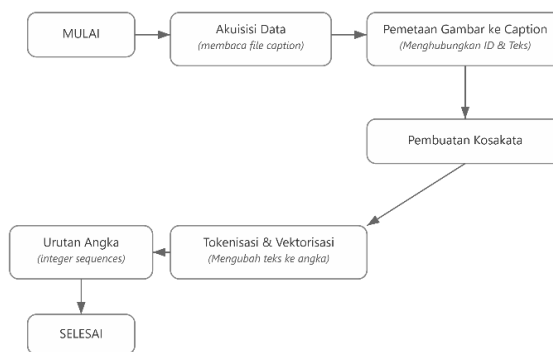 MULAI
Akuisisi Data
(membaca file caption)
Pemetaan Gambar ke Caption
(Menghubungkan ID & Teks)
Pembuatan Kosakata
Tokenisasi & Vektorisasi
(Mengubah teks ke angka)
Urutan Angka
(integer sequences)
SELESAI